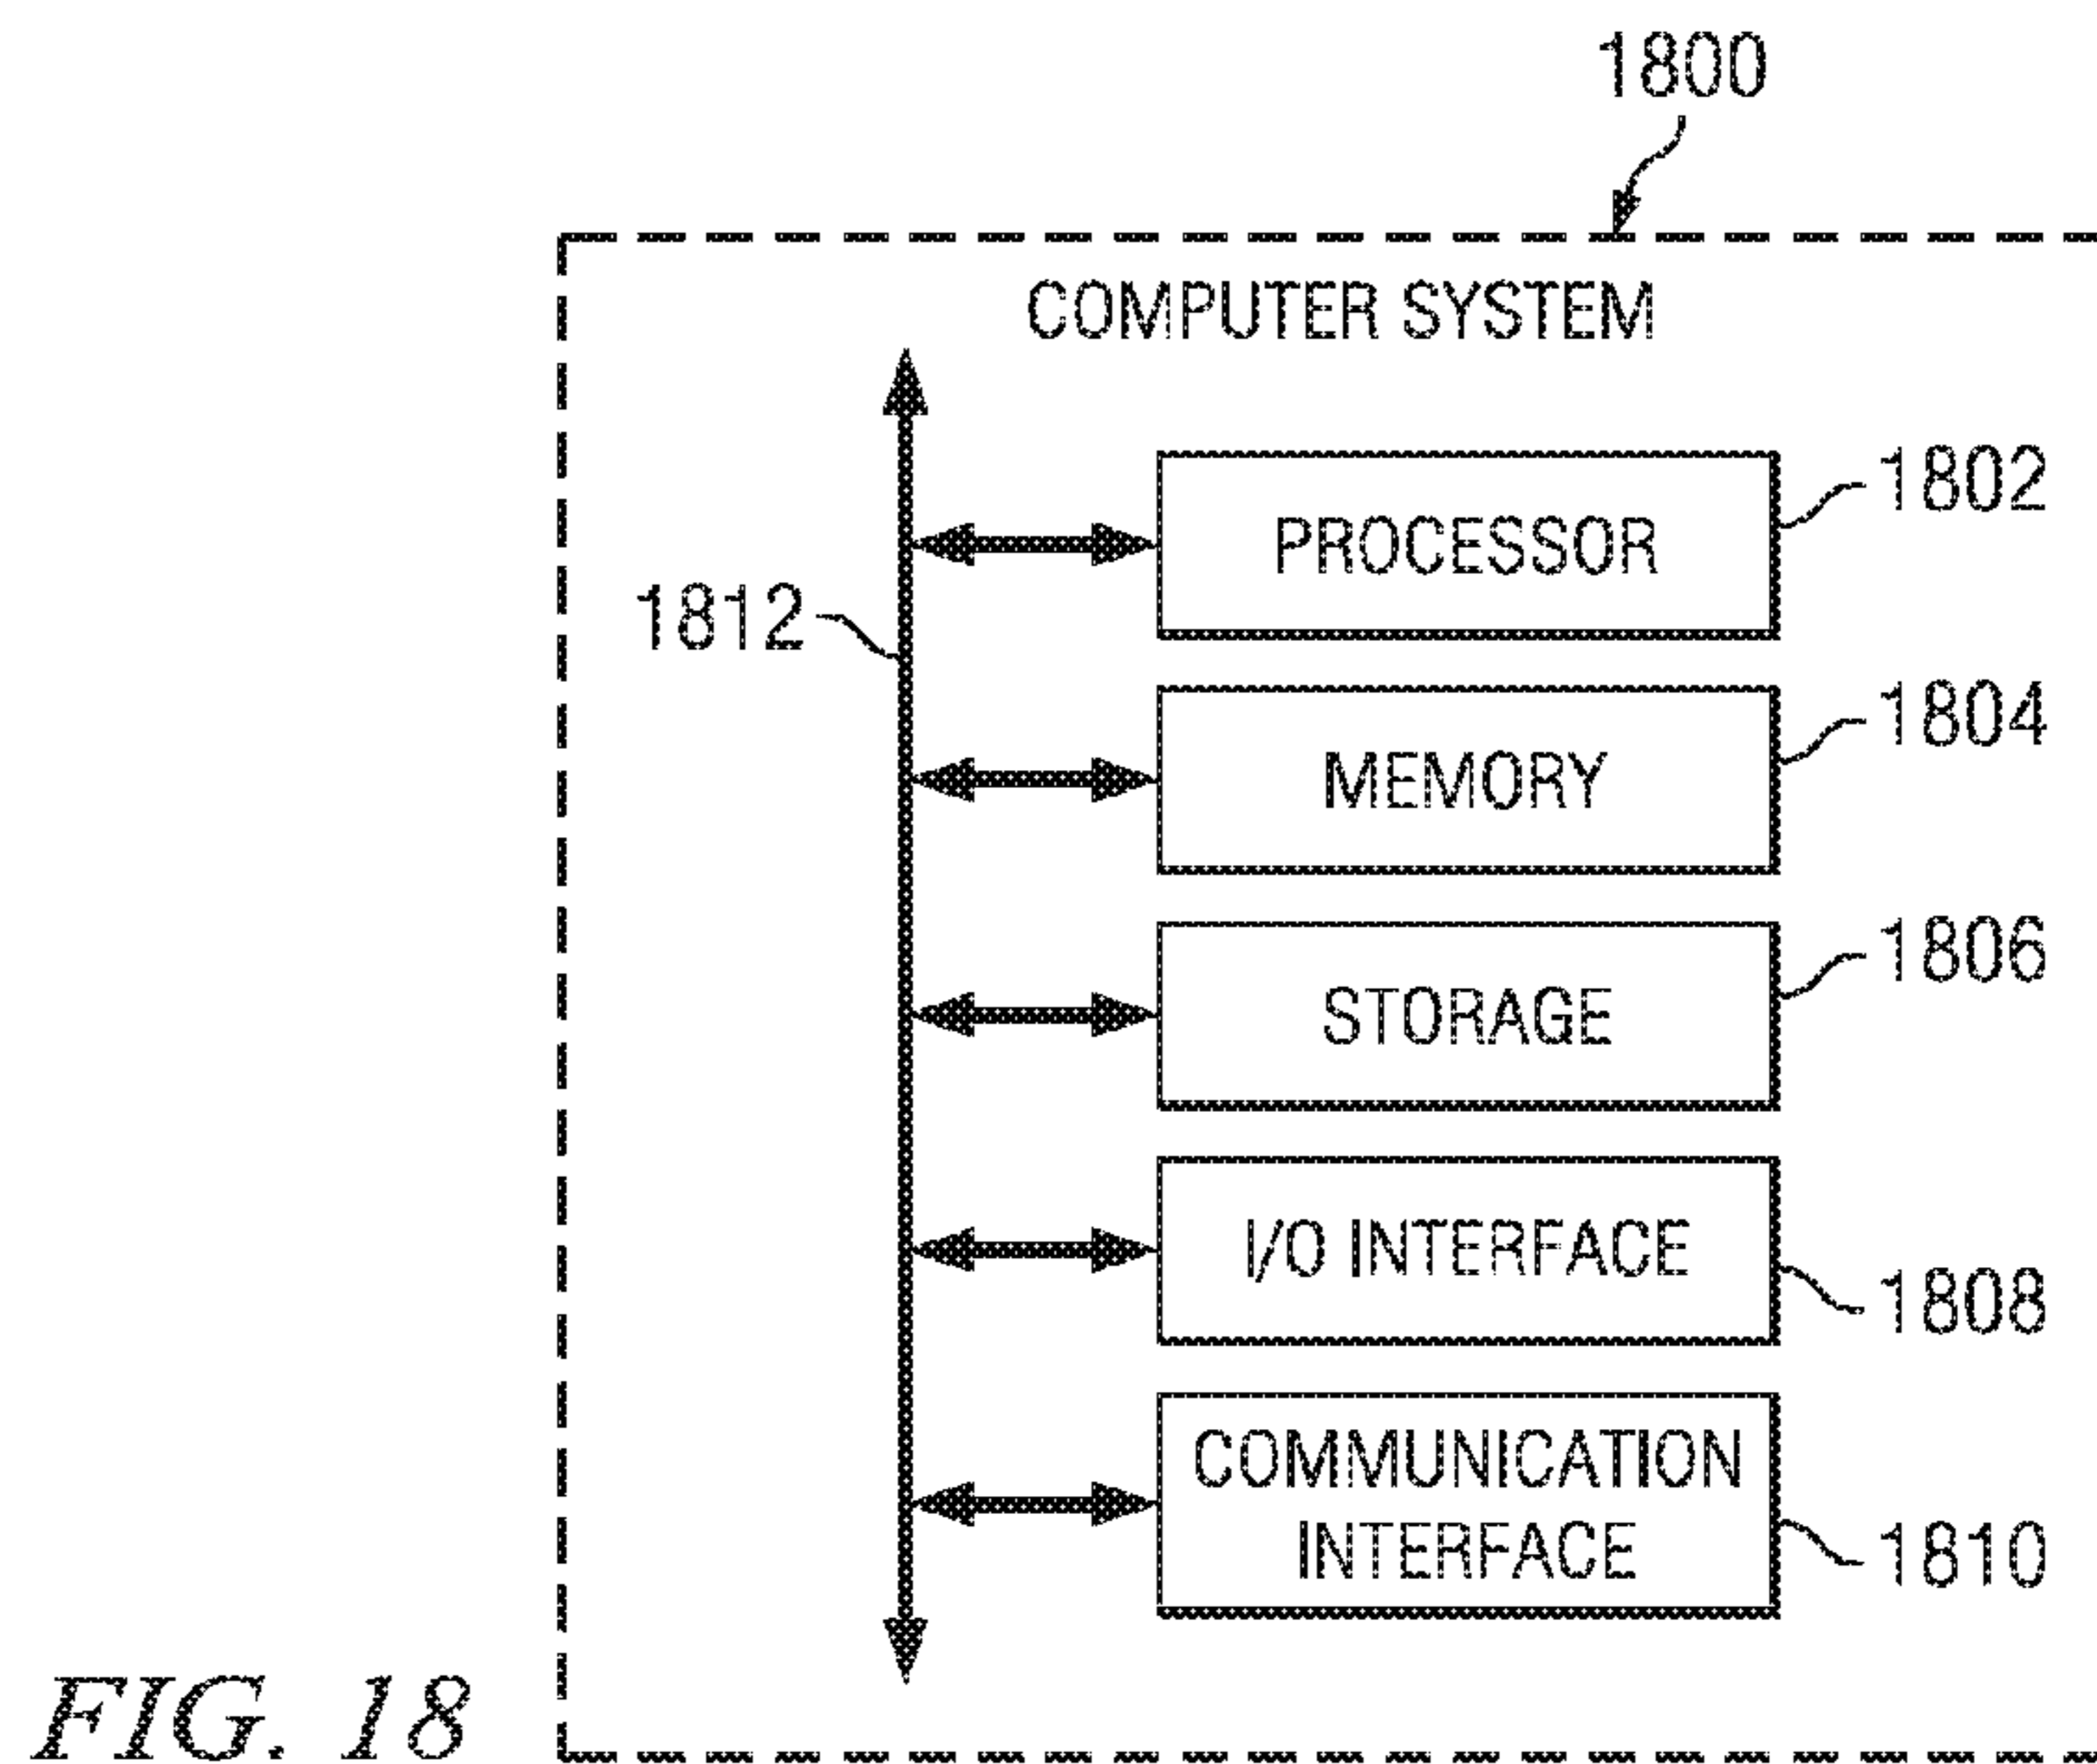 1800
COMPUTER SYSTEM
1802
PROCESSOR
1812
1804
MEMORY
1806
STORAGE
I/O INTERFACE
1808
COMMUNICATION
INTERFACE
1810
FIG. 18